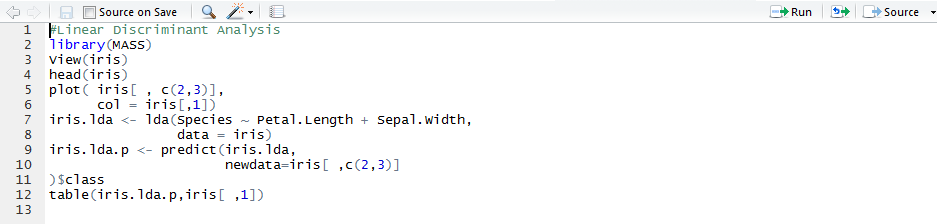 Source on Save Run Source
1 #Linear Discriminant Analysis
2 library(MASS)
3 View(iris)
4 head(iris)
5 plot( iris[ , c(2,3)],
6 col = iris[,1])
7 iris.lda <- lda(Species ~ Petal.Length + Sepal.Width,
8 data = iris)
9 iris.lda.p <- predict(iris.lda,
10 newdata=iris[ ,c(2,3)]
11 )$class
12 table(iris.lda.p,iris[ ,1])
13